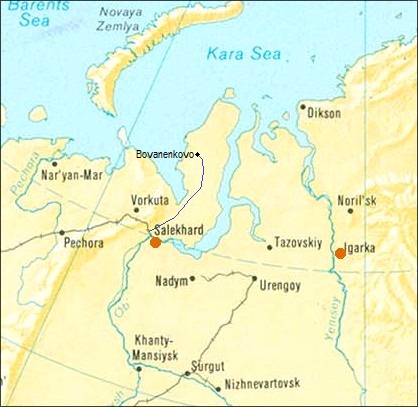 Barents
Sea
Novaya
Zemlya
Kara Sea
Dikson
Bovanenkovo
Pechora
Nar'yan-Mar
Vorkuta
Noril'sk
Salekhard
Pechora
Tazovskiy
Igarka
Nadym
Urengoy
Ob
Yenisey
Khanty-
Mansiysk
Surgut
Nizhnevartovsk